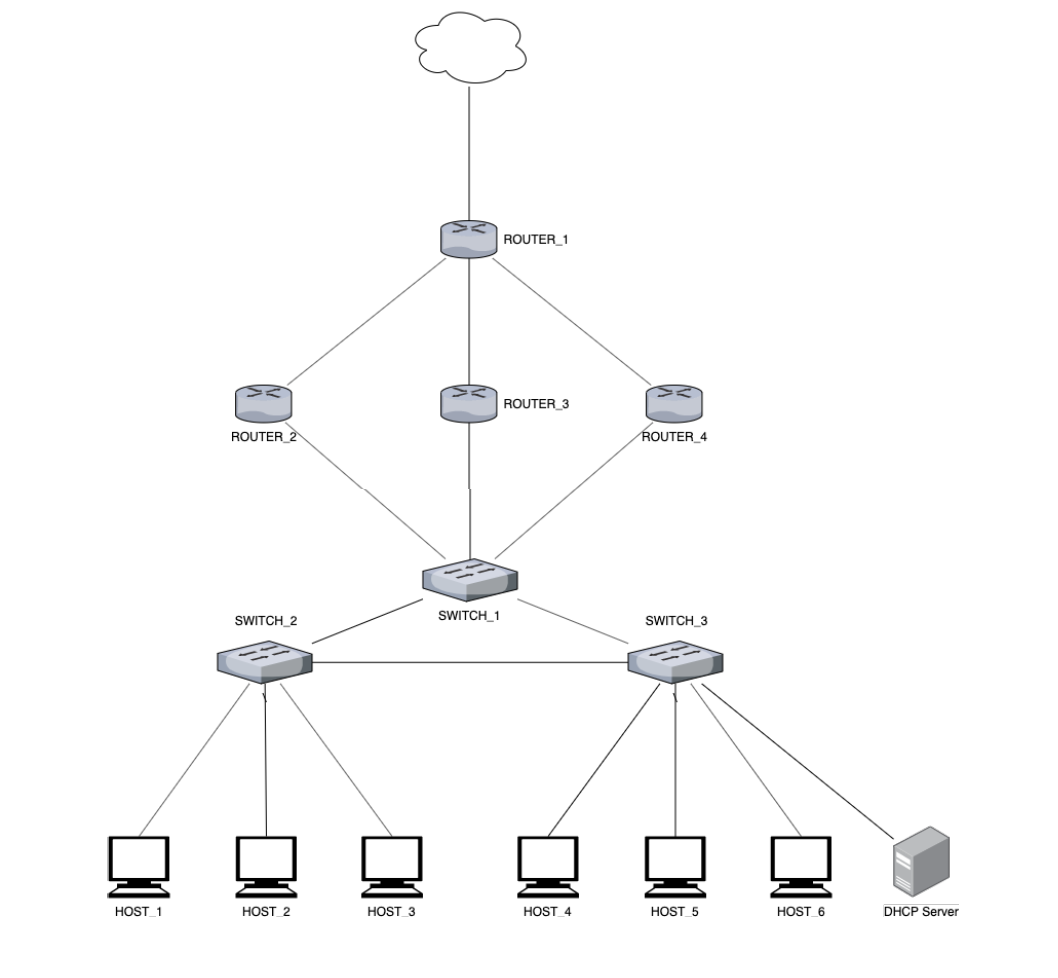 ROUTER_1
ROUTER_3
ROUTER_2
ROUTER_4
SWITCH_1
SWITCH_2
SWITCH_3
HOST_1
HOST_2
HOST_3
HOST_4
HOST_5
HOST_6
DHCP Server